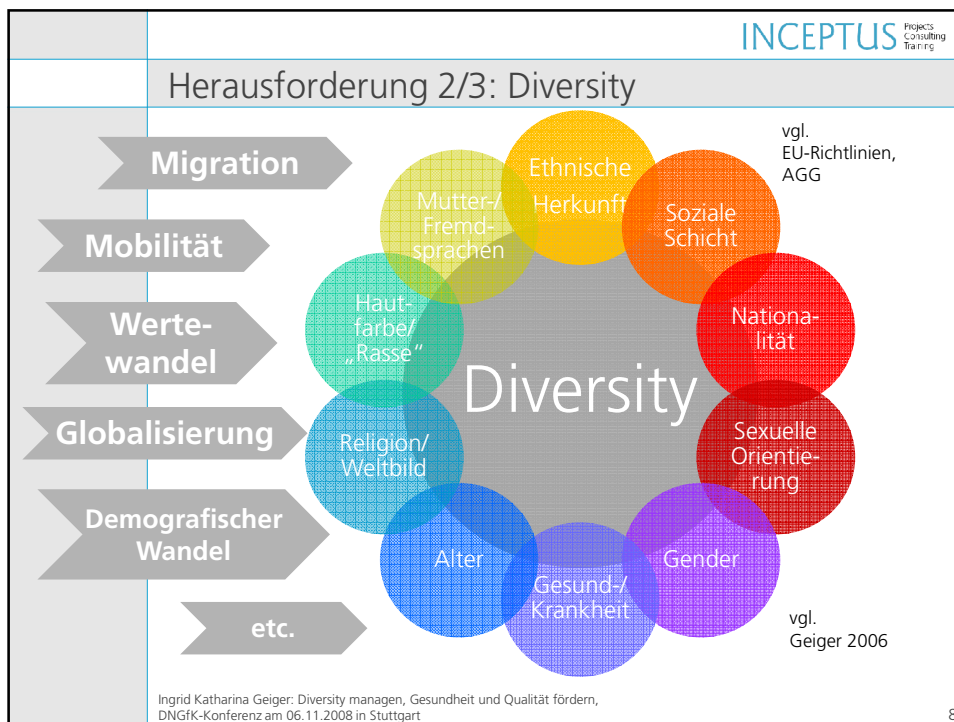 INCEPTUS
Projects
Consulting
Training
Herausforderung 2/3: Diversity
Migration
Mobilität
Werte-
wandel
Globalisierung
Demografischer
Wandel
etc.
Ethnische
Herkunft
Soziale
Schicht
Nationa-
lität
Sexuelle
Orientie-
rung
Gender
Gesund-/
Krankheit
Alter
Religion/
Weltbild
Haut-
farbe/
„Rasse“
Mutter-/
Fremd-
sprachen
Diversity
vgl.
EU-Richtlinien,
AGG
vgl.
Geiger 2006
Ingrid Katharina Geiger: Diversity managen, Gesundheit und Qualität fördern,
DNGfK-Konferenz am 06.11.2008 in Stuttgart
8